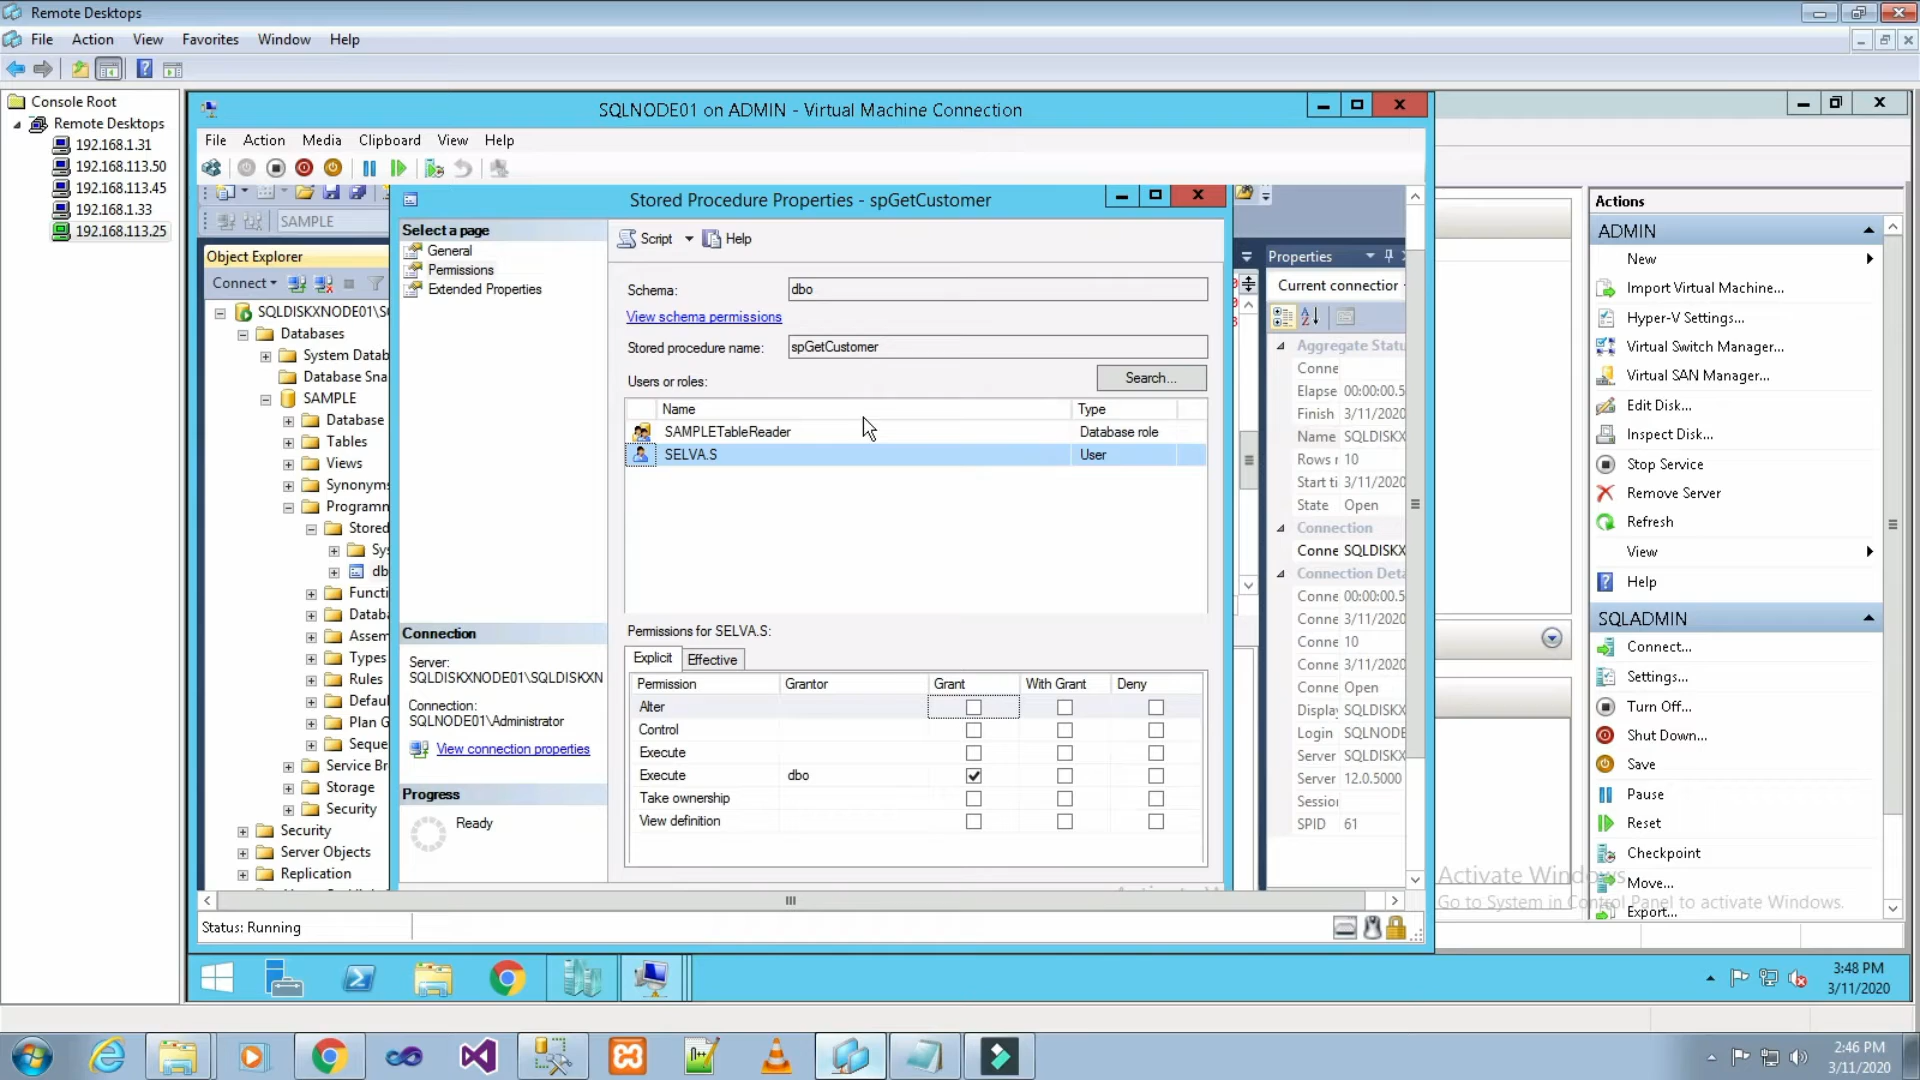 Remote Desktops
File Action View Favorites Window Help
Console Root
Remote Desktops
192.168.1.31
192.168.113.50
192.168.113.45
192.168.1.33
192.168.113.25
SQLNODE01 on ADMIN - Virtual Machine Connection
File Action Media Clipboard View Help
SAMPLE
Object Explorer
Connect
SQLDISKXNODE01\S
Databases
System Datab
Database Sna
SAMPLE
Database
Tables
Views
Synonyms
Programm
Stored
Sys
db
Functi
Databa
Assem
Types
Rules
Defaul
Plan G
Seque
Service Br
Storage
Security
Security
Server Objects
Replication
Stored Procedure Properties - spGetCustomer
Select a page
General
Permissions
Extended Properties
Connection
Server:
SQLDISKXNODE01\SQLDISKXN
Connection:
SQLNODE01\Administrator
View connection properties
Progress
Ready
Script Help
Schema: dbo
View schema permissions
Stored procedure name: spGetCustomer
Users or roles: Search...
Name Type
SAMPLETableReader Database role
SELVA.S User
Permissions for SELVA.S:
Explicit Effective
Permission Grantor Grant With Grant Deny
Alter
Control
Execute
Execute dbo
Take ownership
View definition
Properties
Current connection
Aggregate Statu
Conne
Elapse 00:00:00.5
Finish 3/11/2020
Name SQLDISKX
Rows r 10
Start ti 3/11/2020
State Open
Connection
Conne SQLDISKX
Connection Deta
Conne 00:00:00.5
Conne 3/11/2020
Conne 10
Conne 3/11/2020
Conne Open
Display SQLDISKX
Login SQLNODE
Server SQLDISKX
Server 12.0.5000
Session
SPID 61
Status: Running
Actions
ADMIN
New
Import Virtual Machine...
Hyper-V Settings...
Virtual Switch Manager...
Virtual SAN Manager...
Edit Disk...
Inspect Disk...
Stop Service
Remove Server
Refresh
View
Help
SQLADMIN
Connect...
Settings...
Turn Off...
Shut Down...
Save
Pause
Reset
Checkpoint
Move...
Export...
Activate Windows
Go to System in Control Panel to activate Windows.
3:48 PM
3/11/2020
2:46 PM
3/11/2020